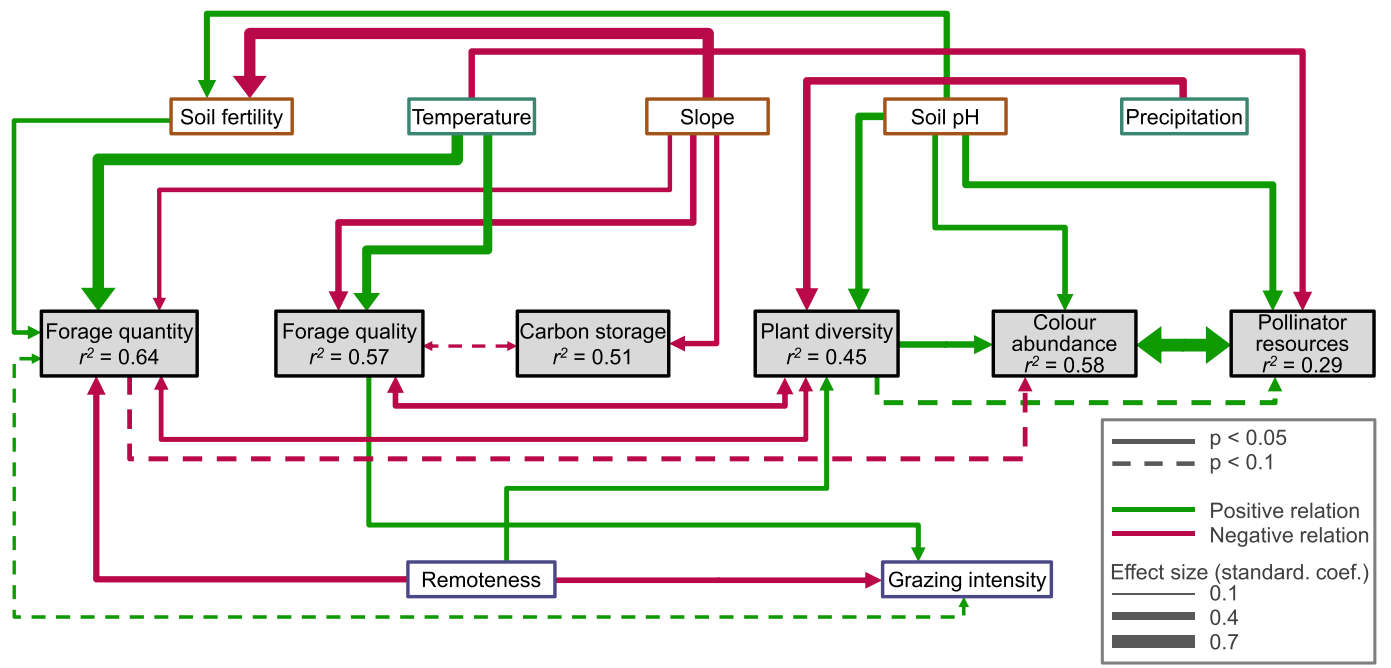 Soil fertility
Temperature
Slope
Soil pH
Precipitation
Forage quantity
r² = 0.64
Forage quality
r² = 0.57
Carbon storage
r² = 0.51
Plant diversity
r² = 0.45
Colour
abundance
r² = 0.58
Pollinator
resources
r² = 0.29
Remoteness
Grazing intensity
p < 0.05
p < 0.1
Positive relation
Negative relation
Effect size (standard. coef.)
0.1
0.4
0.7